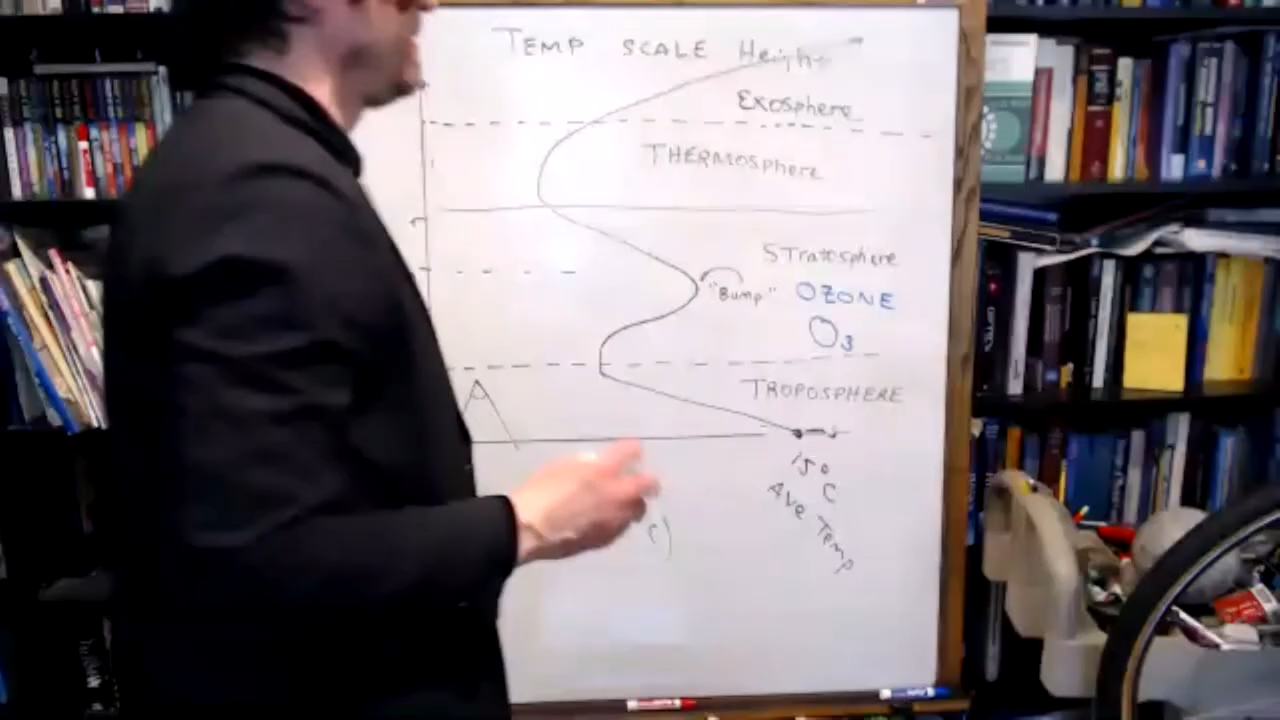 TEMP SCALE Height
Exosphere
THERMOSphere
STratosphere
"Bump" OZONE
O3
TROPOSPHERE
15°
C
Ave Temp
C)